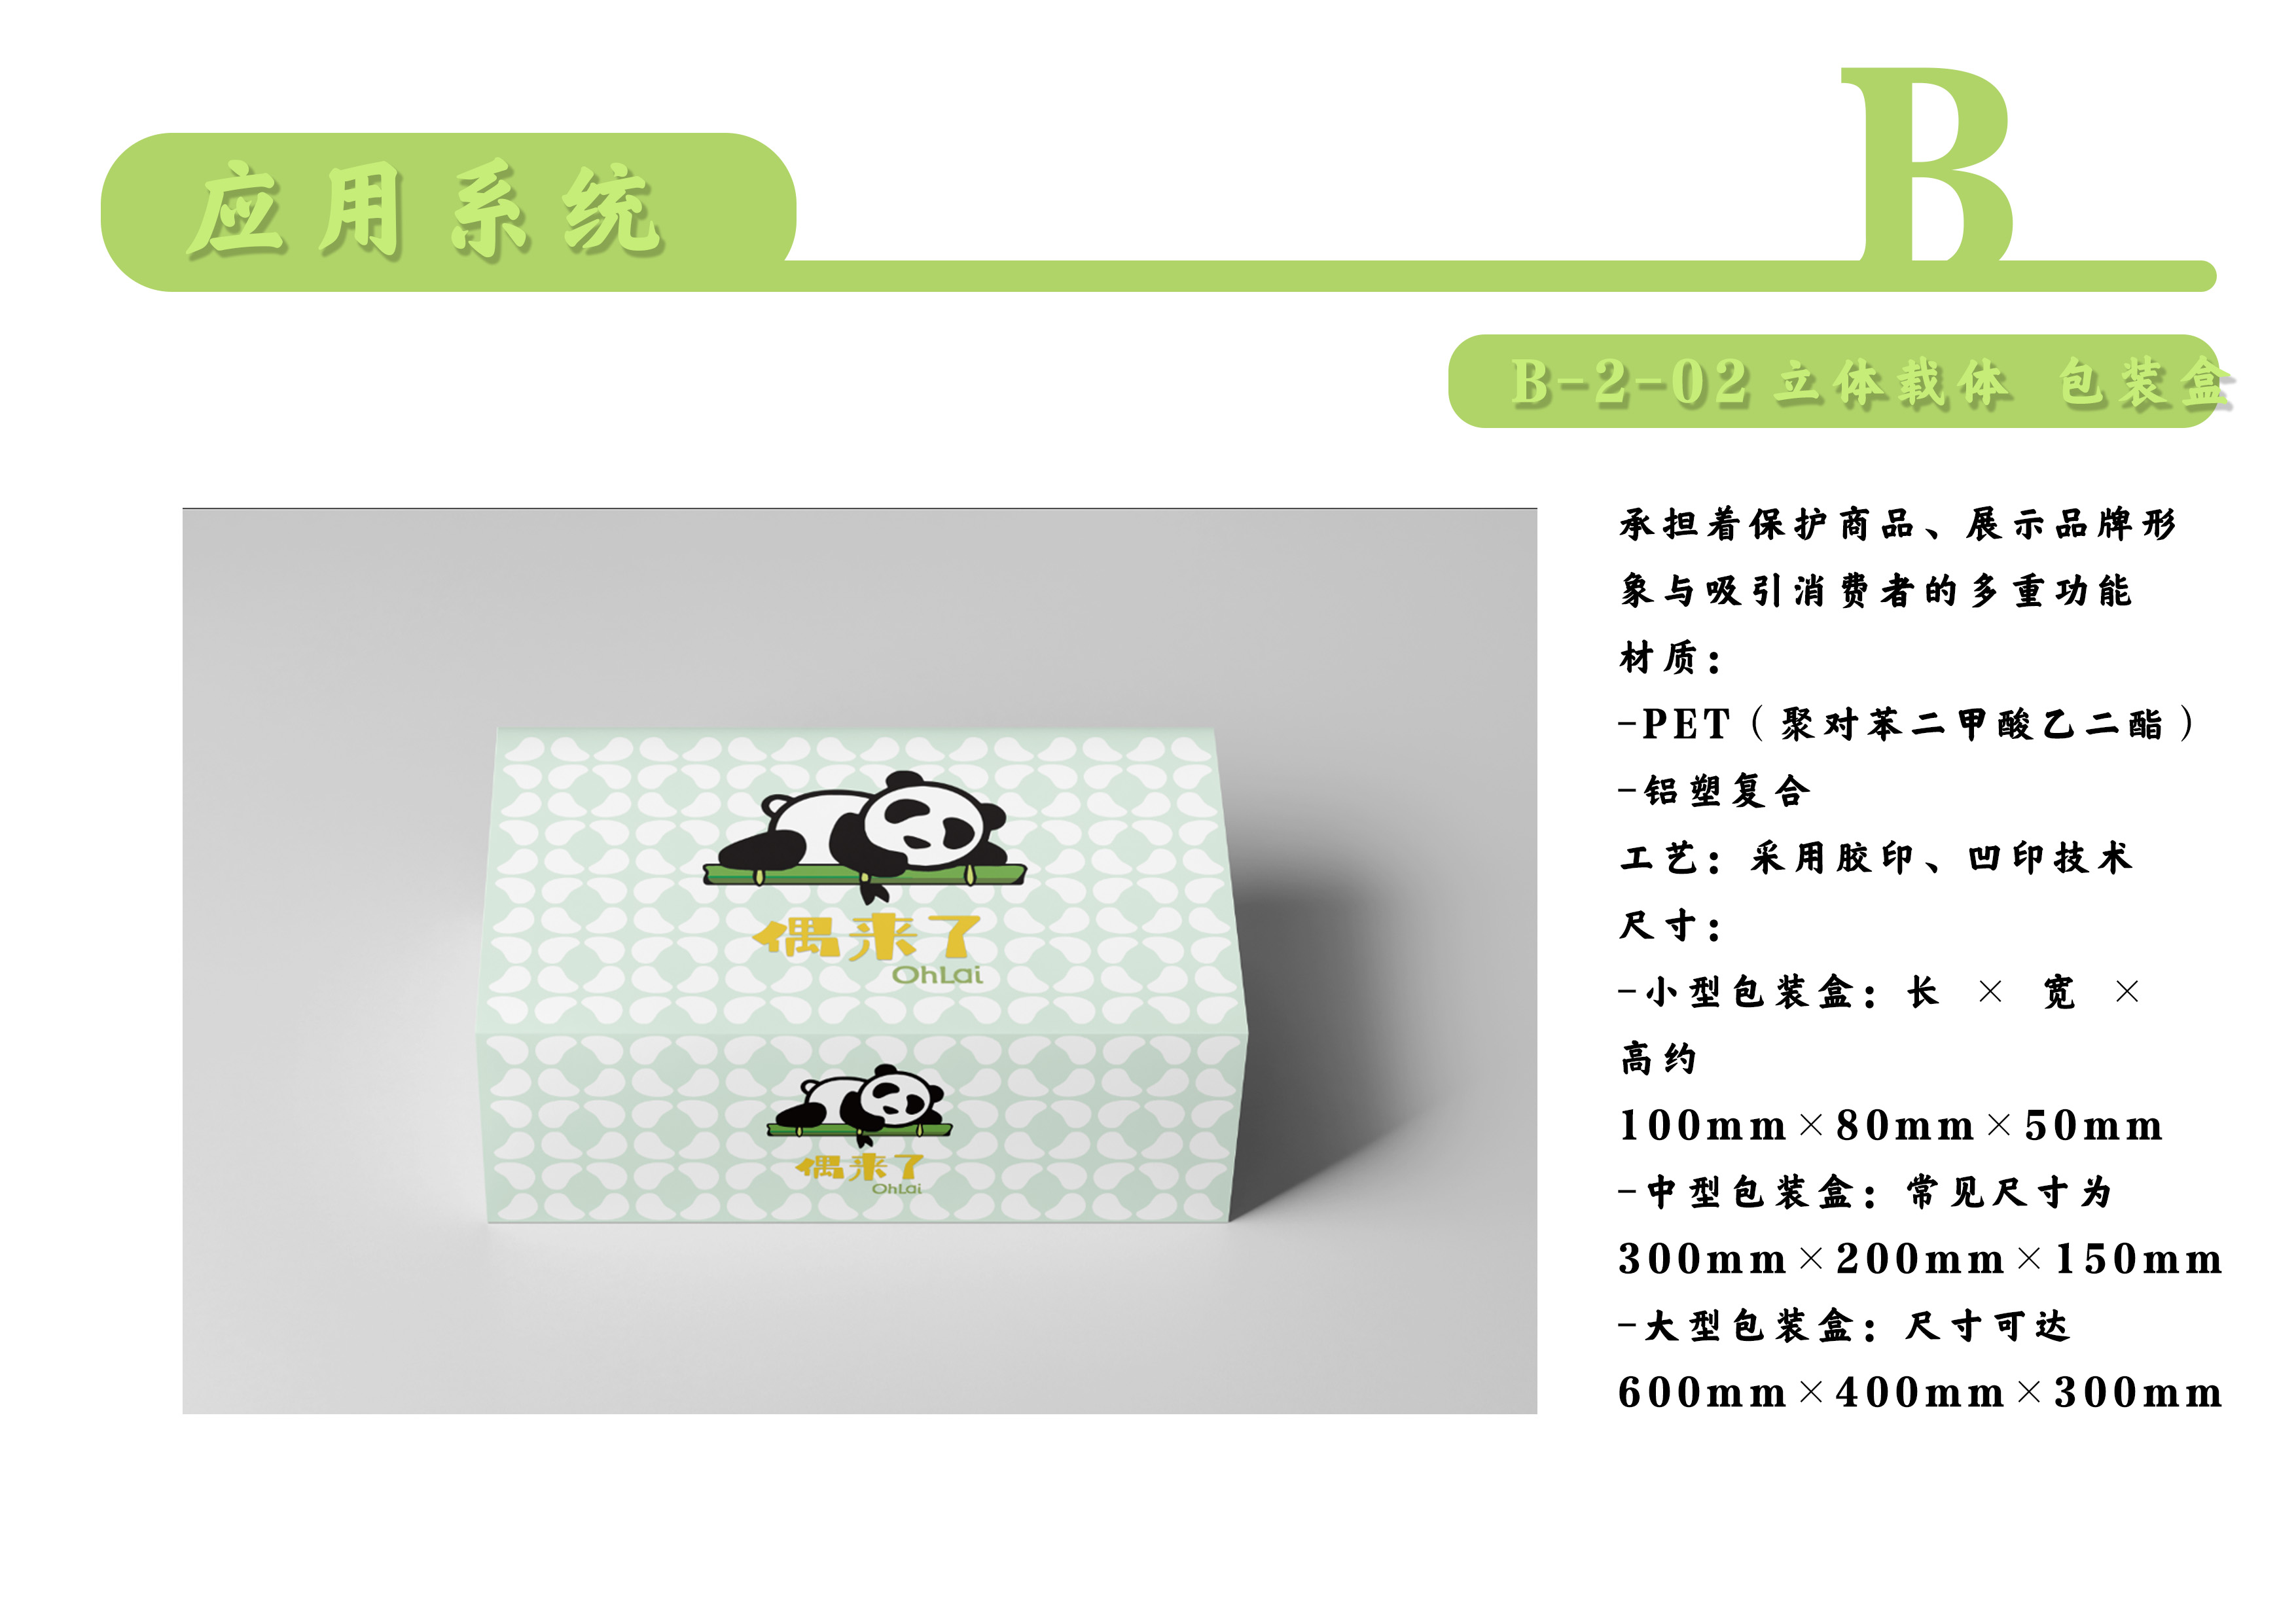 应用系统
B
B-2-02立体载体 包装盒
承担着保护商品、展示品牌形
象与吸引消费者的多重功能
材质：
-PET（聚对苯二甲酸乙二酯）
-铝塑复合
工艺：采用胶印、凹印技术
尺寸：
-小型包装盒：长 × 宽 ×
高约
100mm×80mm×50mm
-中型包装盒：常见尺寸为
300mm×200mm×150mm
-大型包装盒：尺寸可达
600mm×400mm×300mm
偶来了
OhLai
偶来了
OhLai